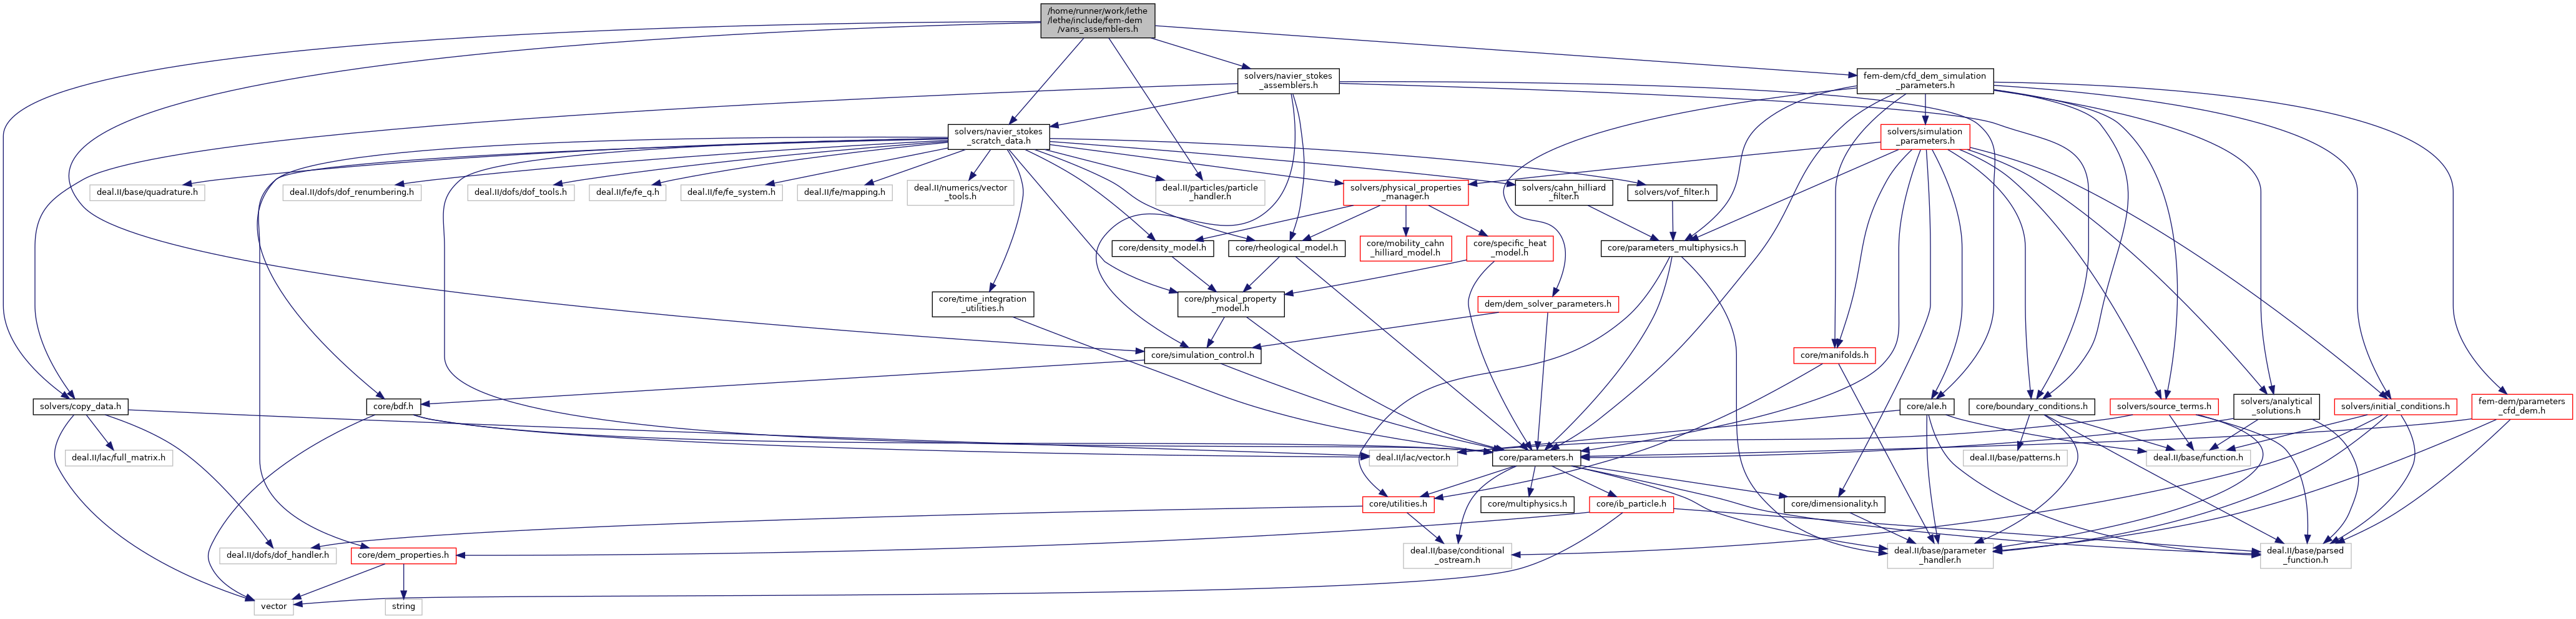 /home/runner/work/lethe
/lethe/include/fem-dem
/vans_assemblers.h
solvers/navier_stokes
_assemblers.h
fem-dem/cfd_dem_simulation
_parameters.h
solvers/navier_stokes
_scratch_data.h
solvers/simulation
_parameters.h
deal.II/base/quadrature.h
deal.II/dofs/dof_renumbering.h
deal.II/dofs/dof_tools.h
deal.II/fe/fe_q.h
deal.II/fe/fe_system.h
deal.II/fe/mapping.h
deal.II/numerics/vector
_tools.h
deal.II/particles/particle
_handler.h
solvers/physical_properties
_manager.h
solvers/cahn_hilliard
_filter.h
solvers/vof_filter.h
core/density_model.h
core/rheological_model.h
core/mobility_cahn
_hilliard_model.h
core/specific_heat
_model.h
core/parameters_multiphysics.h
core/time_integration
_utilities.h
core/physical_property
_model.h
dem/dem_solver_parameters.h
core/simulation_control.h
core/manifolds.h
solvers/copy_data.h
core/bdf.h
core/ale.h
core/boundary_conditions.h
solvers/source_terms.h
solvers/analytical
_solutions.h
solvers/initial_conditions.h
fem-dem/parameters
_cfd_dem.h
deal.II/lac/full_matrix.h
deal.II/lac/vector.h
core/parameters.h
deal.II/base/patterns.h
deal.II/base/function.h
core/utilities.h
core/multiphysics.h
core/ib_particle.h
core/dimensionality.h
deal.II/dofs/dof_handler.h
core/dem_properties.h
deal.II/base/conditional
_ostream.h
deal.II/base/parameter
_handler.h
deal.II/base/parsed
_function.h
vector
string